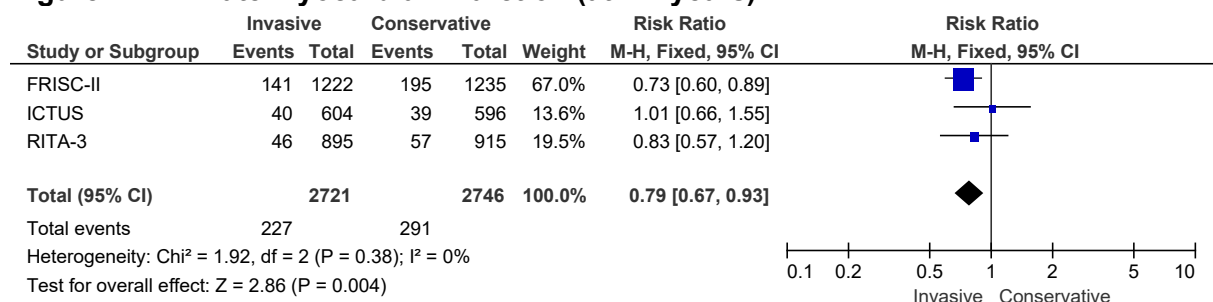 Invasive Conservative Risk Ratio Risk Ratio
Study or Subgroup Events Total Events Total Weight M-H, Fixed, 95% CI M-H, Fixed, 95% CI
FRISC-II 141 1222 195 1235 67.0% 0.73 [0.60, 0.89]
ICTUS 40 604 39 596 13.6% 1.01 [0.66, 1.55]
RITA-3 46 895 57 915 19.5% 0.83 [0.57, 1.20]
Total (95% CI) 2721 2746 100.0% 0.79 [0.67, 0.93]
Total events 227 291
Heterogeneity: Chi² = 1.92, df = 2 (P = 0.38); I² = 0%
Test for overall effect: Z = 2.86 (P = 0.004)
0.1 0.2 0.5 1 2 5 10
Invasive Conservative